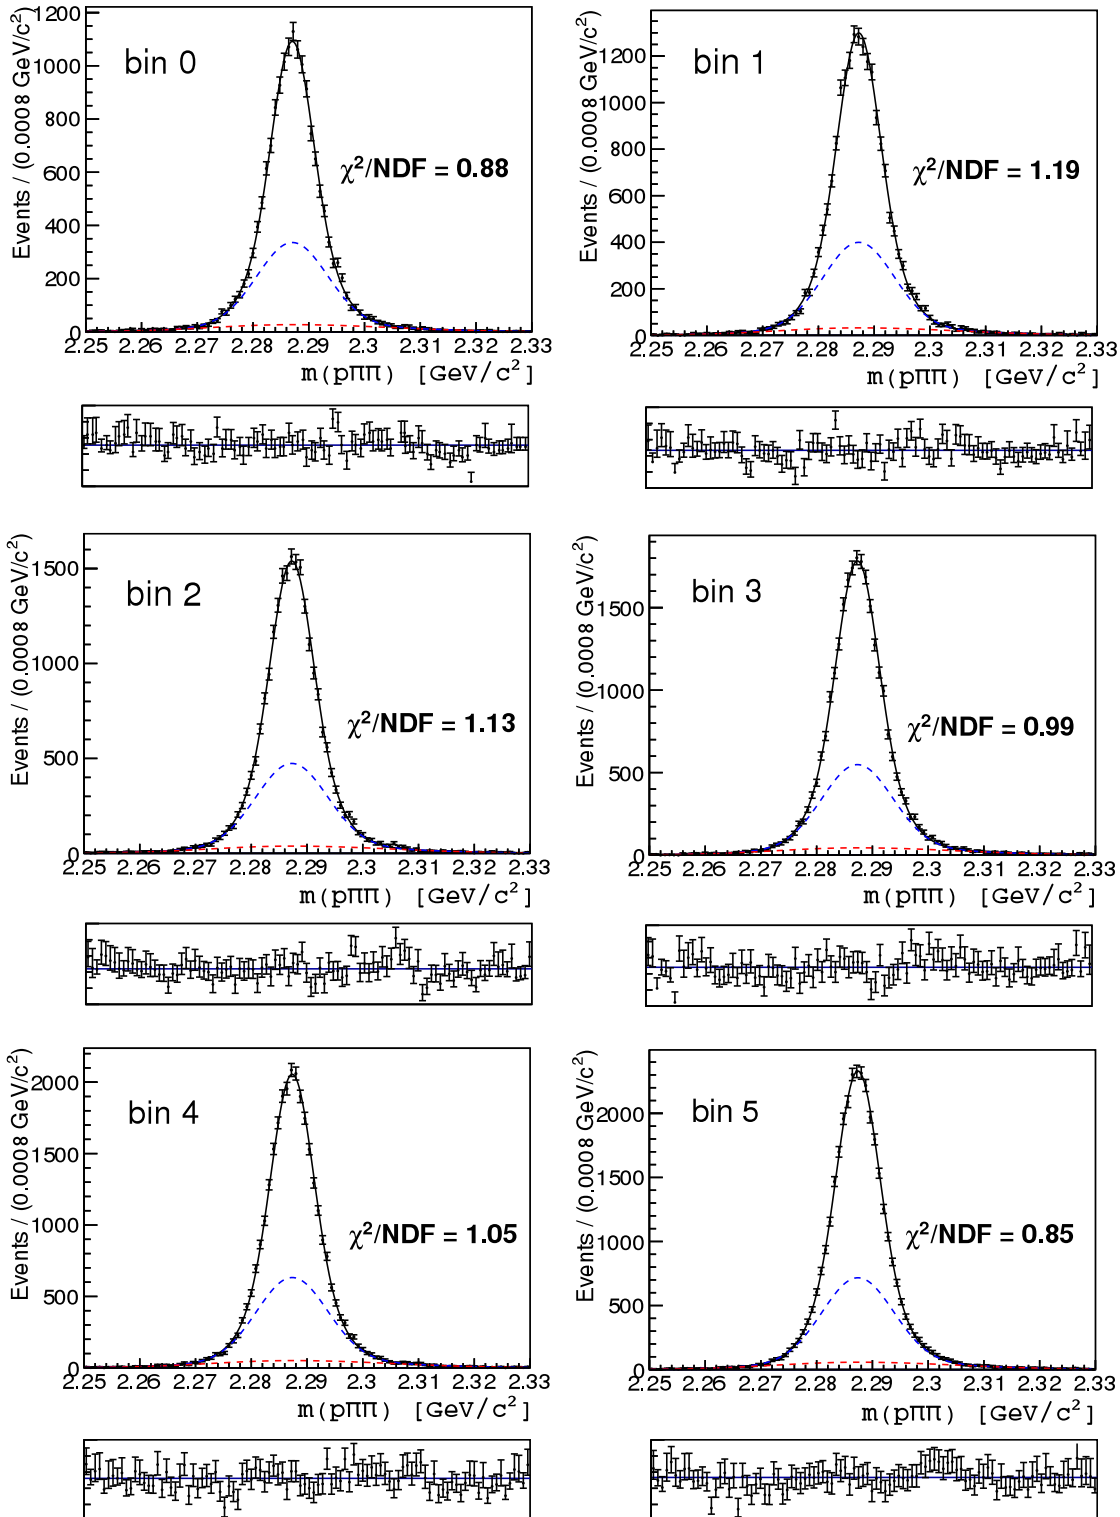 Events / (0.0008 GeV/c²)
1200
1000
800
600
400
200
0
bin 0
χ²/NDF = 0.88
2.25 2.26 2.27 2.28 2.29 2.3 2.31 2.32 2.33
m(pΠΠ) [GeV/c²]
Events / (0.0008 GeV/c²)
1200
1000
800
600
400
200
0
bin 1
χ²/NDF = 1.19
2.25 2.26 2.27 2.28 2.29 2.3 2.31 2.32 2.33
m(pΠΠ) [GeV/c²]
Events / (0.0008 GeV/c²)
1500
1000
500
0
bin 2
χ²/NDF = 1.13
2.25 2.26 2.27 2.28 2.29 2.3 2.31 2.32 2.33
m(pΠΠ) [GeV/c²]
Events / (0.0008 GeV/c²)
1500
1000
500
0
bin 3
χ²/NDF = 0.99
2.25 2.26 2.27 2.28 2.29 2.3 2.31 2.32 2.33
m(pΠΠ) [GeV/c²]
Events / (0.0008 GeV/c²)
2000
1500
1000
500
0
bin 4
χ²/NDF = 1.05
2.25 2.26 2.27 2.28 2.29 2.3 2.31 2.32 2.33
m(pΠΠ) [GeV/c²]
Events / (0.0008 GeV/c²)
2000
1500
1000
500
0
bin 5
χ²/NDF = 0.85
2.25 2.26 2.27 2.28 2.29 2.3 2.31 2.32 2.33
m(pΠΠ) [GeV/c²]